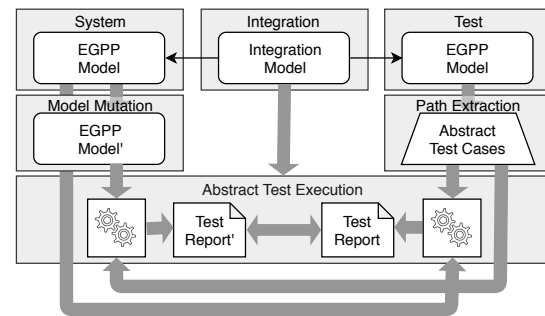 System
Integration
Test
EGPP
Model
Integration
Model
EGPP
Model
Model Mutation
Path Extraction
EGPP
Model'
Abstract
Test Cases
Abstract Test Execution
Test
Report'
Test
Report